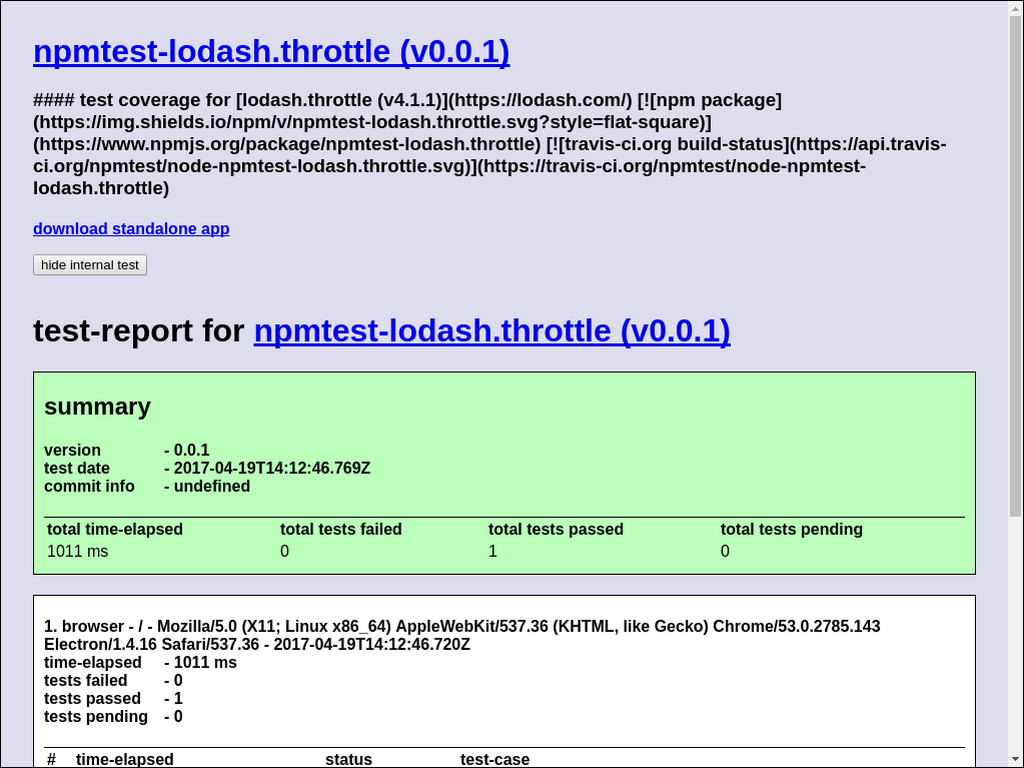 npmtest-lodash.throttle (v0.0.1)
#### test coverage for [lodash.throttle (v4.1.1)](https://lodash.com/) [![npm package]
(https://img.shields.io/npm/v/npmtest-lodash.throttle.svg?style=flat-square)]
(https://www.npmjs.org/package/npmtest-lodash.throttle) [![travis-ci.org build-status](https://api.travis-
ci.org/npmtest/node-npmtest-lodash.throttle.svg)](https://travis-ci.org/npmtest/node-npmtest-
lodash.throttle)
download standalone app
hide internal test
test-report for npmtest-lodash.throttle (v0.0.1)
summary
version - 0.0.1
test date - 2017-04-19T14:12:46.769Z
commit info - undefined
total time-elapsed total tests failed total tests passed total tests pending
1011 ms 0 1 0
1. browser - / - Mozilla/5.0 (X11; Linux x86_64) AppleWebKit/537.36 (KHTML, like Gecko) Chrome/53.0.2785.143
Electron/1.4.16 Safari/537.36 - 2017-04-19T14:12:46.720Z
time-elapsed - 1011 ms
tests failed - 0
tests passed - 1
tests pending - 0
# time-elapsed status test-case